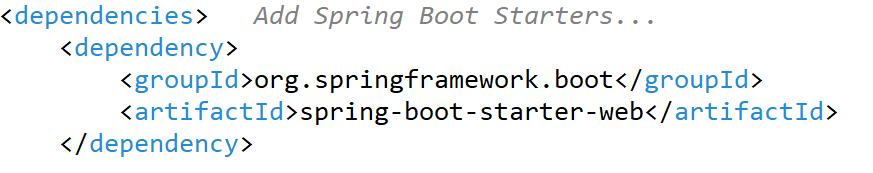 <dependencies>   Add Spring Boot Starters...
    <dependency>
        <groupId>org.springframework.boot</groupId>
        <artifactId>spring-boot-starter-web</artifactId>
    </dependency>